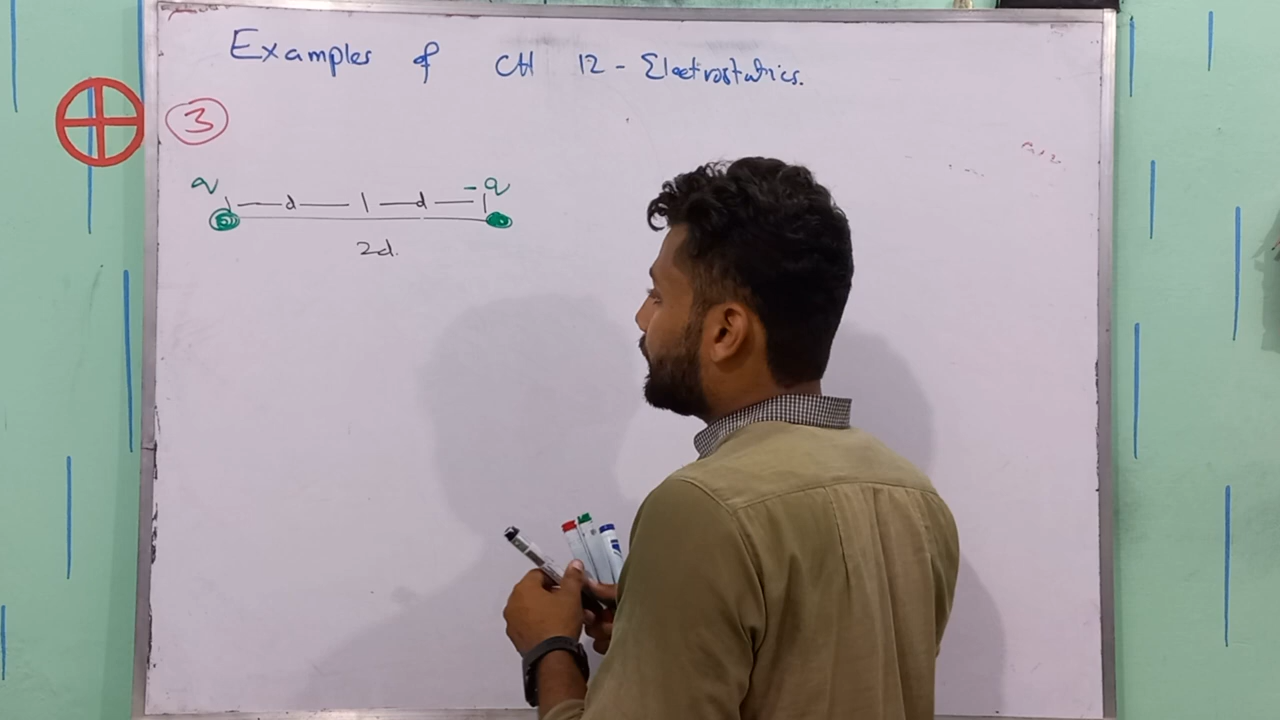 Examples of CH 12 - Electrostatics.
3
q d d -q
2d.